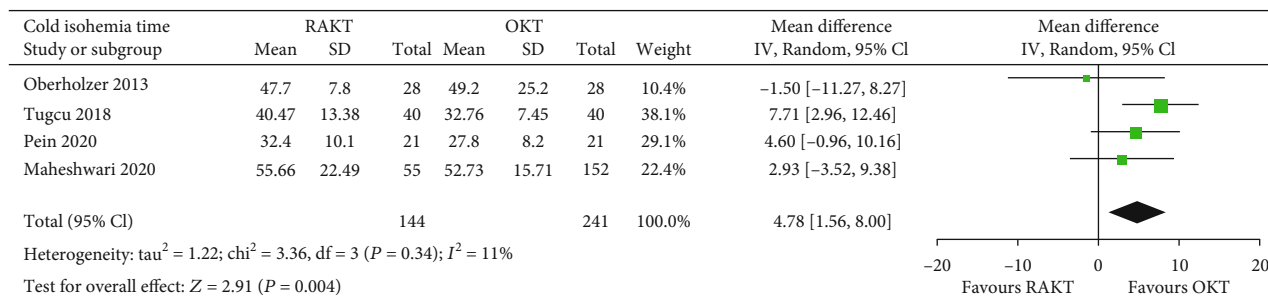 Cold isohemia time RAKT OKT Mean difference Mean difference
Study or subgroup Mean SD Total Mean SD Total Weight IV, Random, 95% Cl IV, Random, 95% Cl
Oberholzer 2013 47.7 7.8 28 49.2 25.2 28 10.4% –1.50 [–11.27, 8.27]
Tugcu 2018 40.47 13.38 40 32.76 7.45 40 38.1% 7.71 [2.96, 12.46]
Pein 2020 32.4 10.1 21 27.8 8.2 21 29.1% 4.60 [–0.96, 10.16]
Maheshwari 2020 55.66 22.49 55 52.73 15.71 152 22.4% 2.93 [–3.52, 9.38]
Total (95% Cl) 144 241 100.0% 4.78 [1.56, 8.00]
Heterogeneity: tau² = 1.22; chi² = 3.36, df = 3 (P = 0.34); I² = 11%
Test for overall effect: Z = 2.91 (P = 0.004)
–20 –10 0 10 20
Favours RAKT Favours OKT